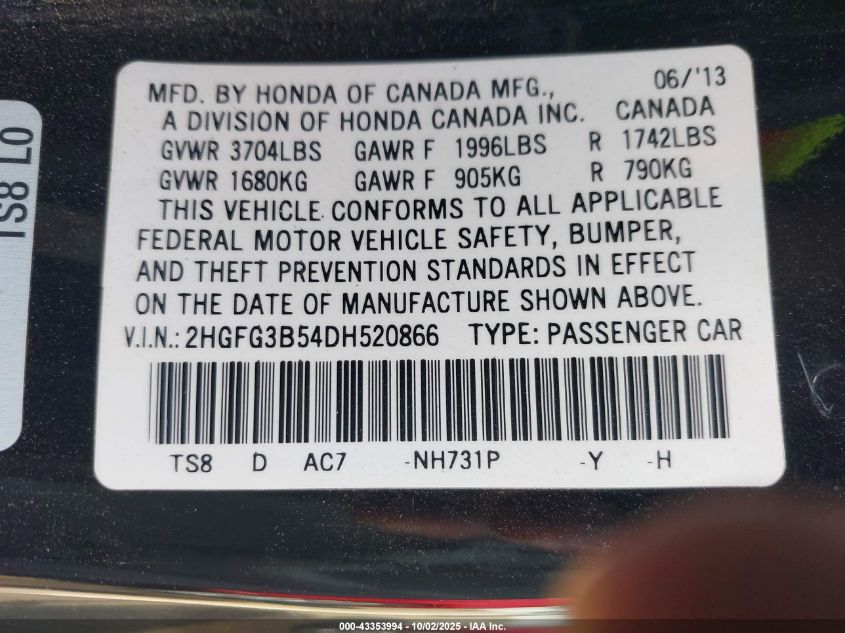 MFD. BY HONDA OF CANADA MFG., 06/'13
A DIVISION OF HONDA CANADA INC. CANADA
GVWR 3704LBS GAWR F 1996LBS R 1742LBS
GVWR 1680KG GAWR F 905KG R 790KG
THIS VEHICLE CONFORMS TO ALL APPLICABLE
FEDERAL MOTOR VEHICLE SAFETY, BUMPER,
AND THEFT PREVENTION STANDARDS IN EFFECT
ON THE DATE OF MANUFACTURE SHOWN ABOVE.
V.I.N.: 2HGFG3B54DH520866 TYPE: PASSENGER CAR
TS8 D AC7 -NH731P -Y -H
TS8 L0
000-43353994 - 10/02/2025 - IAA Inc.